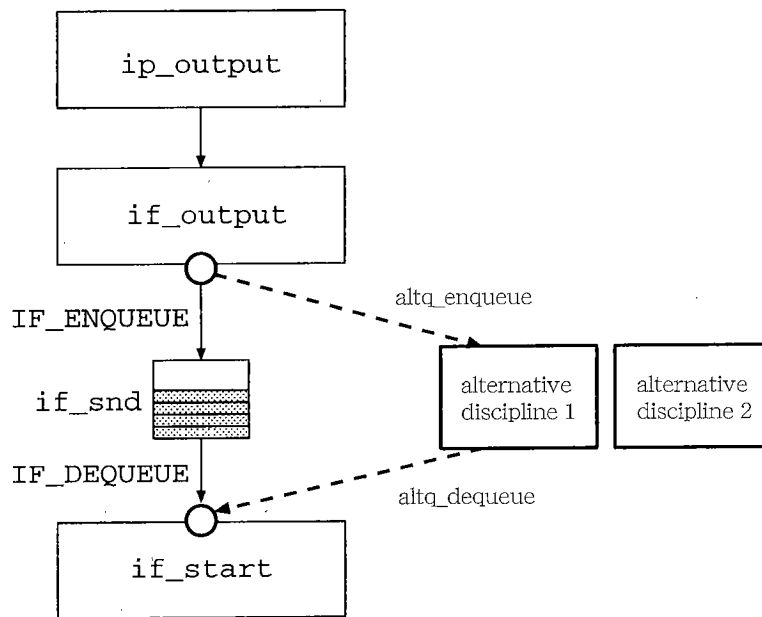 ip_output
if_output
altq_enqueue
IF_ENQUEUE
if_snd
alternative
discipline 1
alternative
discipline 2
IF_DEQUEUE
altq_dequeue
if_start